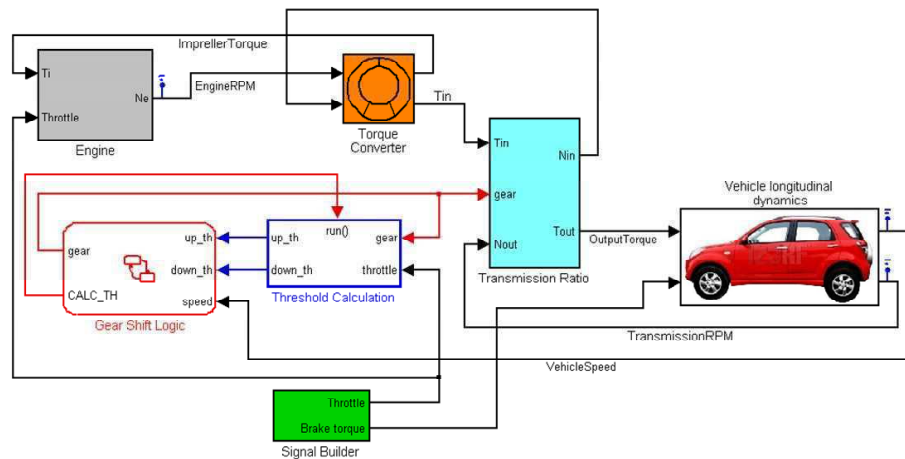 ImprellerTorque
Ti
Ne
Throttle
Engine
EngineRPM
Torque
Converter
Tin
Tin
Nin
gear
Tout
Nout
Transmission Ratio
OutputTorque
Vehicle longitudinal
dynamics
run()
up_th
gear
down_th
throttle
Threshold Calculation
up_th
gear
down_th
CALC_TH
speed
Gear Shift Logic
TransmissionRPM
VehicleSpeed
Throttle
Brake torque
Signal Builder